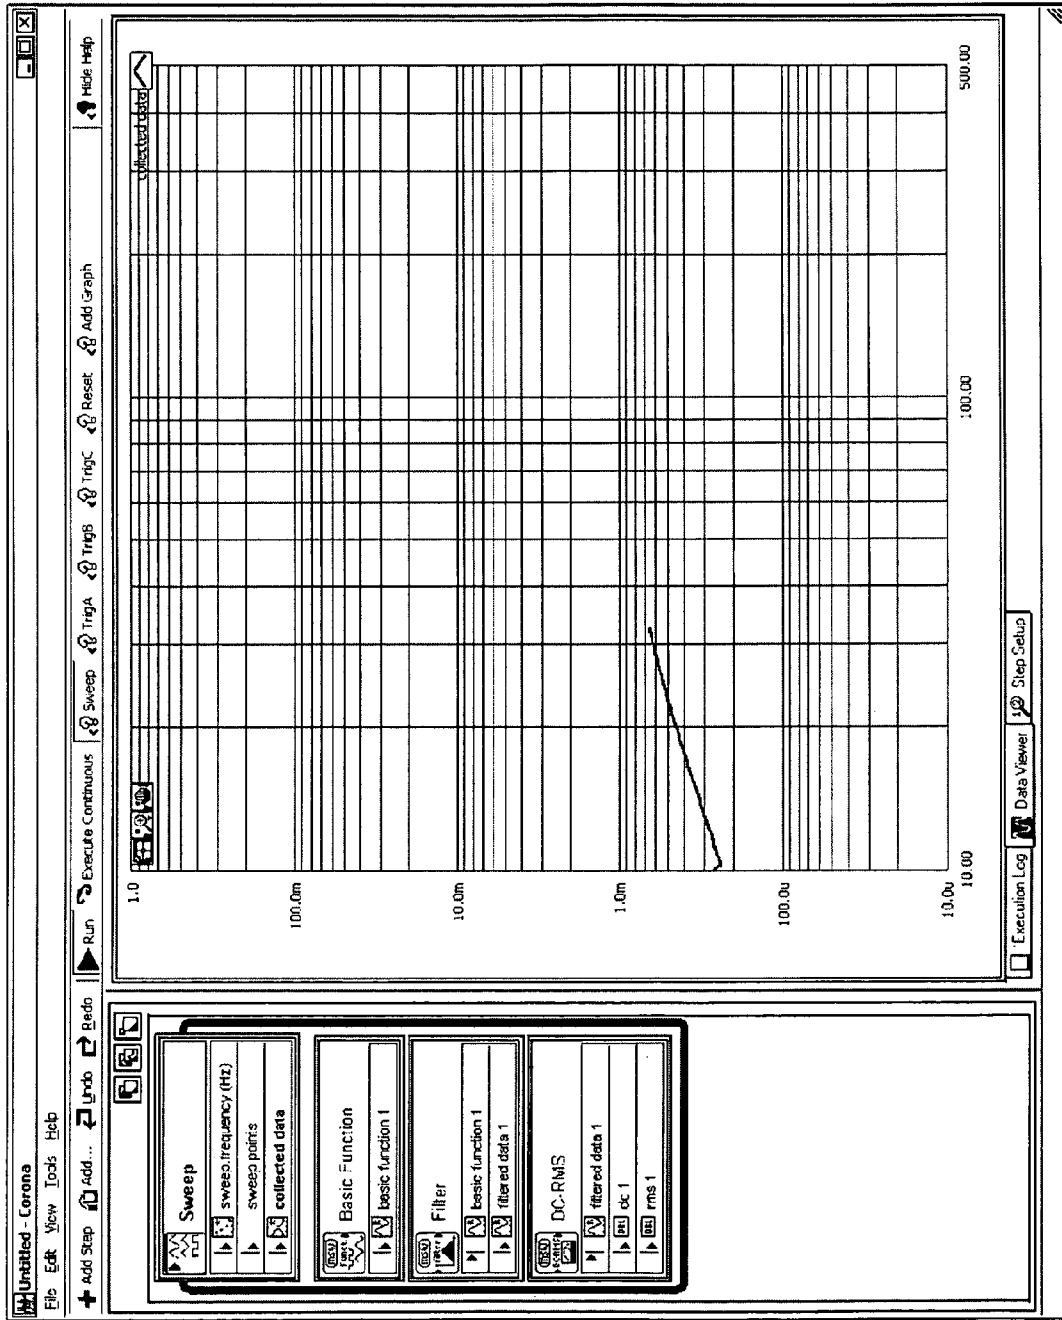 Untitled - Corona
File Edit View Tools Help
Add Step Add... Undo Redo Run Execute Continuous Sweep TrigA TrigB TrigC Reset Add Graph Hide Help
Sweep
sweep.frequency (Hz)
sweep points
collected data
Basic Function
basic function 1
Filter
basic function 1
filtered data 1
DC-RMS
filtered data 1
dc 1
rms 1
collected data
1.0
100.0m
10.0m
1.0m
100.0u
10.0u
10.00 100.00 500.00
Execution Log Data Viewer Step Setup